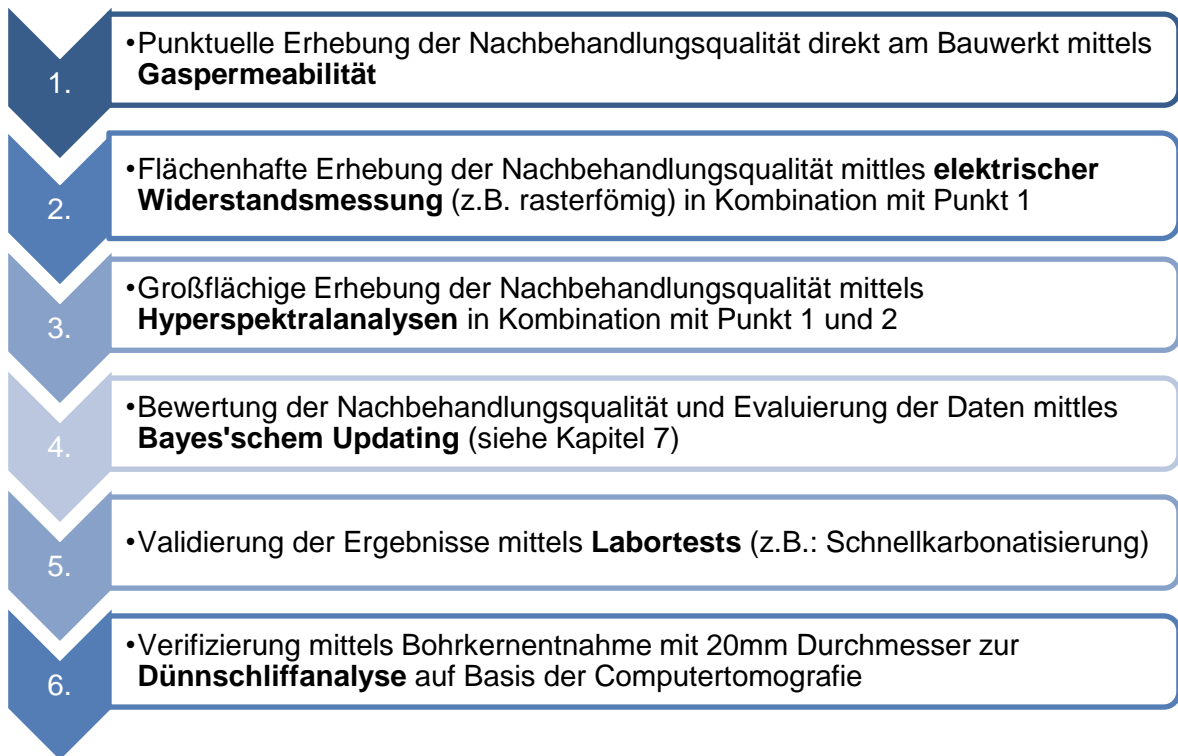 1.
•Punktuelle Erhebung der Nachbehandlungsqualität direkt am Bauwerkt mittels
Gaspermeabilität
2.
•Flächenhafte Erhebung der Nachbehandlungsqualität mittles elektrischer
Widerstandsmessung (z.B. rasterfömig) in Kombination mit Punkt 1
3.
•Großflächige Erhebung der Nachbehandlungsqualität mittels
Hyperspektralanalysen in Kombination mit Punkt 1 und 2
4.
•Bewertung der Nachbehandlungsqualität und Evaluierung der Daten mittles
Bayes'schem Updating (siehe Kapitel 7)
5.
•Validierung der Ergebnisse mittels Labortests (z.B.: Schnellkarbonatisierung)
6.
•Verifizierung mittels Bohrkernentnahme mit 20mm Durchmesser zur
Dünnschliffanalyse auf Basis der Computertomografie